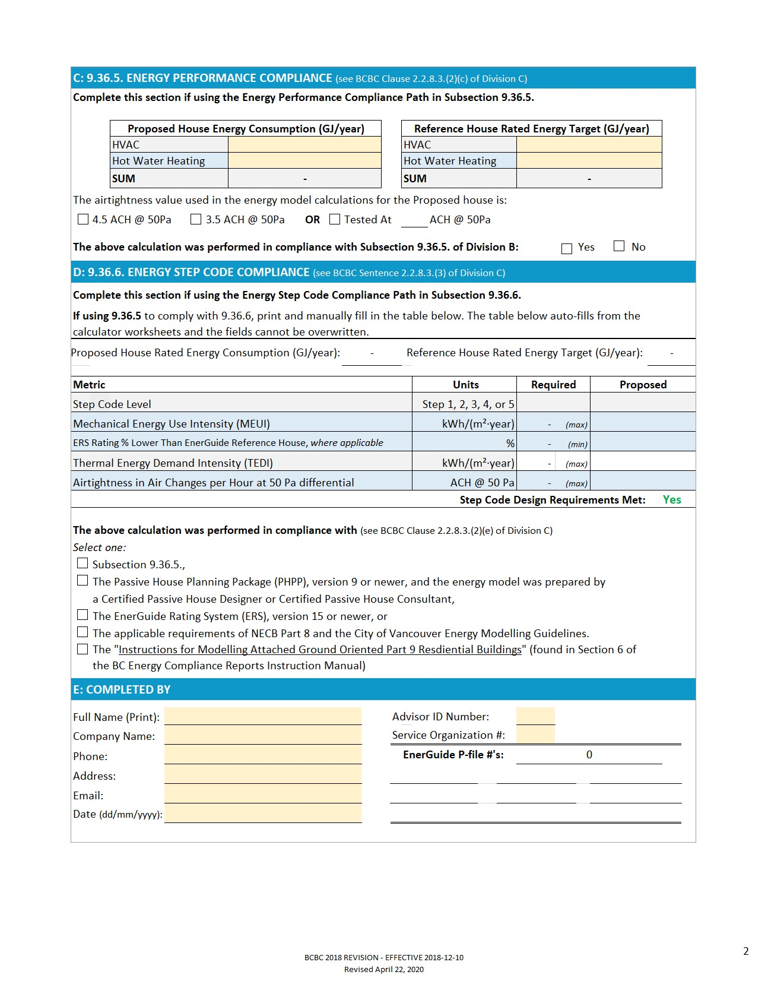 C: 9.36.5. ENERGY PERFORMANCE COMPLIANCE (see BCBC Clause 2.2.8.3.(2)(c) of Division C)
Complete this section if using the Energy Performance Compliance Path in Subsection 9.36.5.
Proposed House Energy Consumption (GJ/year) Reference House Rated Energy Target (GJ/year)
HVAC HVAC
Hot Water Heating Hot Water Heating
SUM - SUM -
The airtightness value used in the energy model calculations for the Proposed house is:
4.5 ACH @ 50Pa 3.5 ACH @ 50Pa OR Tested At ACH @ 50Pa
The above calculation was performed in compliance with Subsection 9.36.5. of Division B: Yes No
D: 9.36.6. ENERGY STEP CODE COMPLIANCE (see BCBC Sentence 2.2.8.3.(3) of Division C)
Complete this section if using the Energy Step Code Compliance Path in Subsection 9.36.6.
If using 9.36.5 to comply with 9.36.6, print and manually fill in the table below. The table below auto-fills from the
calculator worksheets and the fields cannot be overwritten.
Proposed House Rated Energy Consumption (GJ/year): - Reference House Rated Energy Target (GJ/year): -
Metric Units Required Proposed
Step Code Level Step 1, 2, 3, 4, or 5
Mechanical Energy Use Intensity (MEUI) kWh/(m²·year) - (max)
ERS Rating % Lower Than EnerGuide Reference House, where applicable % - (min)
Thermal Energy Demand Intensity (TEDI) kWh/(m²·year) - (max)
Airtightness in Air Changes per Hour at 50 Pa differential ACH @ 50 Pa - (max)
Step Code Design Requirements Met: Yes
The above calculation was performed in compliance with (see BCBC Clause 2.2.8.3.(2)(e) of Division C)
Select one:
Subsection 9.36.5.,
The Passive House Planning Package (PHPP), version 9 or newer, and the energy model was prepared by
a Certified Passive House Designer or Certified Passive House Consultant,
The EnerGuide Rating System (ERS), version 15 or newer, or
The applicable requirements of NECB Part 8 and the City of Vancouver Energy Modelling Guidelines.
The "Instructions for Modelling Attached Ground Oriented Part 9 Resdiential Buildings" (found in Section 6 of
the BC Energy Compliance Reports Instruction Manual)
E: COMPLETED BY
Full Name (Print): Advisor ID Number:
Company Name: Service Organization #:
Phone: EnerGuide P-file #'s: 0
Address:
Email:
Date (dd/mm/yyyy):
2
BCBC 2018 REVISION - EFFECTIVE 2018-12-10
Revised April 22, 2020